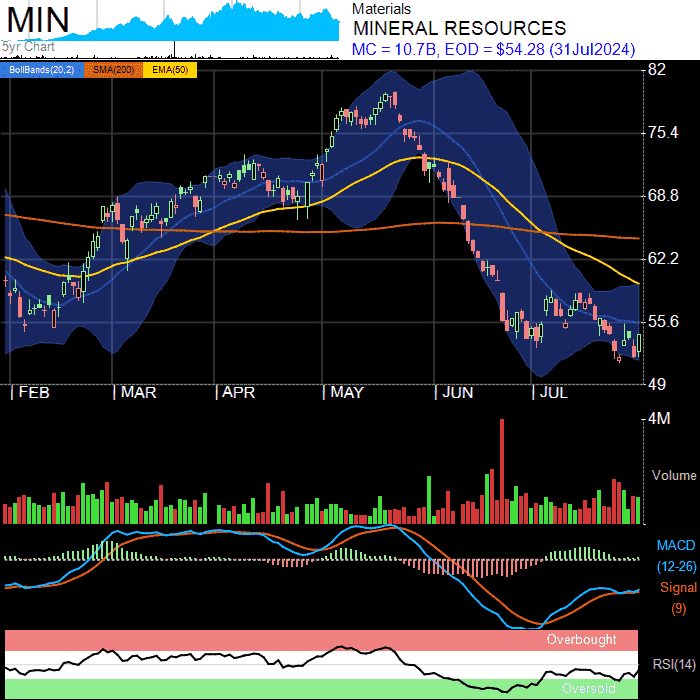 MIN
5yr Chart
Materials
MINERAL RESOURCES
MC = 10.7B, EOD = $54.28 (31Jul2024)
BollBands(20,2) SMA(200) EMA(50)
82
75.4
68.8
62.2
55.6
49
| FEB | MAR | APR | MAY | JUN | JUL
4M
Volume
MACD
(12-26)
Signal
(9)
Overbought
RSI(14)
Oversold